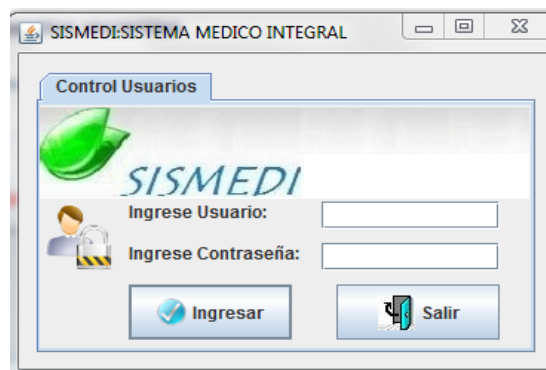 SISMEDI:SISTEMA MEDICO INTEGRAL
Control Usuarios
SISMEDI
Ingrese Usuario:
Ingrese Contraseña:
Ingresar
Salir